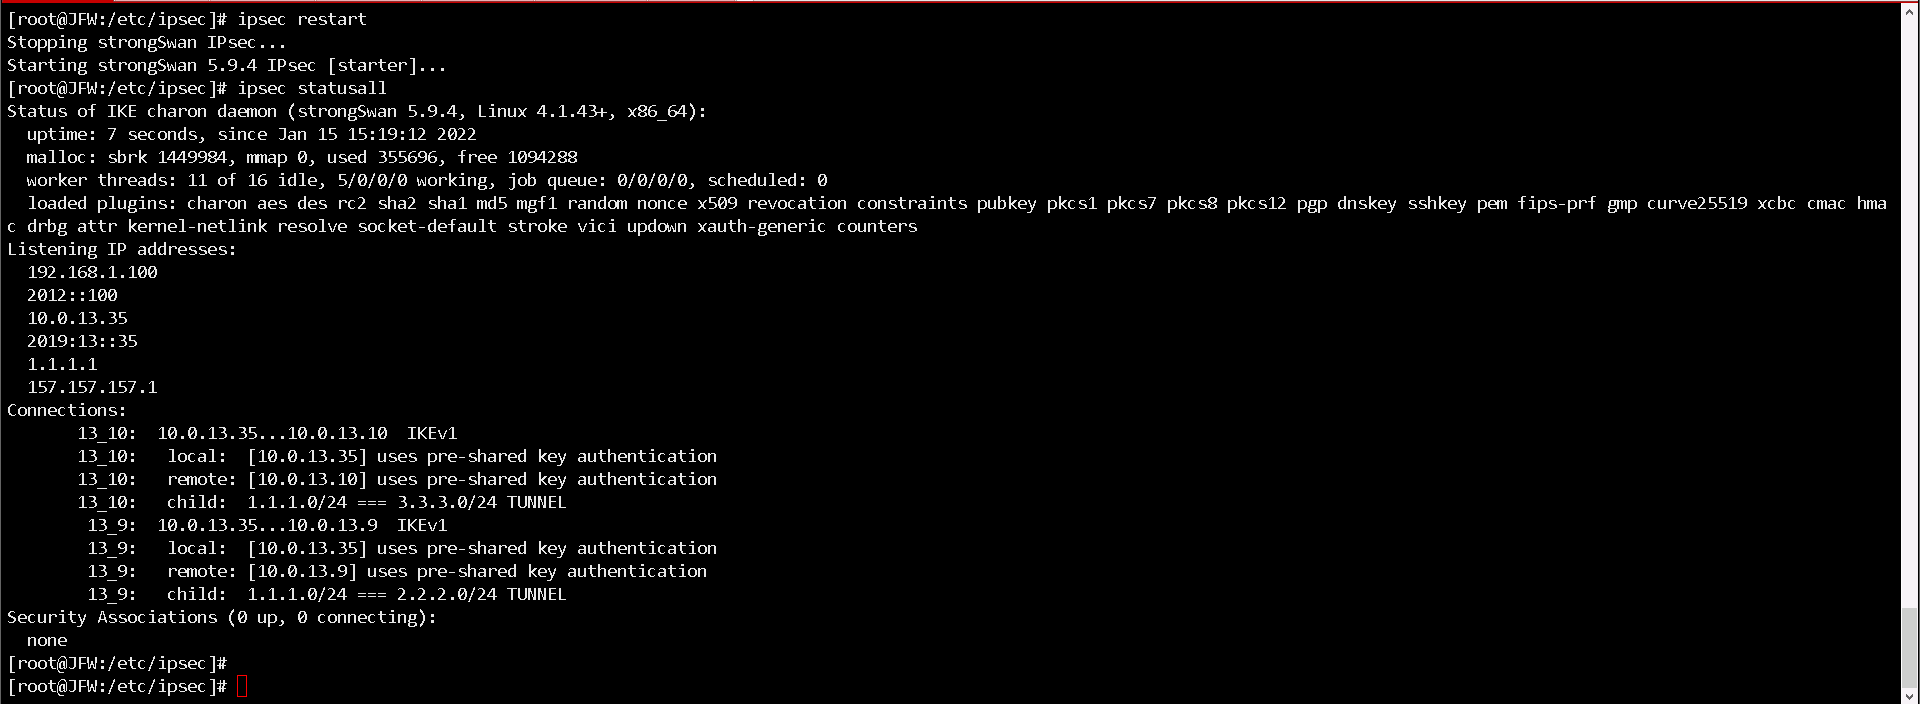 [root@JFW:/etc/ipsec]# ipsec restart
Stopping strongSwan IPsec...
Starting strongSwan 5.9.4 IPsec [starter]...
[root@JFW:/etc/ipsec]# ipsec statusall
Status of IKE charon daemon (strongSwan 5.9.4, Linux 4.1.43+, x86_64):
  uptime: 7 seconds, since Jan 15 15:19:12 2022
  malloc: sbrk 1449984, mmap 0, used 355696, free 1094288
  worker threads: 11 of 16 idle, 5/0/0/0 working, job queue: 0/0/0/0, scheduled: 0
  loaded plugins: charon aes des rc2 sha2 sha1 md5 mgf1 random nonce x509 revocation constraints pubkey pkcs1 pkcs7 pkcs8 pkcs12 pgp dnskey sshkey pem fips-prf gmp curve25519 xcbc cmac hma
c drbg attr kernel-netlink resolve socket-default stroke vici updown xauth-generic counters
Listening IP addresses:
  192.168.1.100
  2012::100
  10.0.13.35
  2019:13::35
  1.1.1.1
  157.157.157.1
Connections:
       13_10:  10.0.13.35...10.0.13.10  IKEv1
       13_10:   local:  [10.0.13.35] uses pre-shared key authentication
       13_10:   remote: [10.0.13.10] uses pre-shared key authentication
       13_10:   child:  1.1.1.0/24 === 3.3.3.0/24 TUNNEL
        13_9:  10.0.13.35...10.0.13.9  IKEv1
        13_9:   local:  [10.0.13.35] uses pre-shared key authentication
        13_9:   remote: [10.0.13.9] uses pre-shared key authentication
        13_9:   child:  1.1.1.0/24 === 2.2.2.0/24 TUNNEL
Security Associations (0 up, 0 connecting):
  none
[root@JFW:/etc/ipsec]#
[root@JFW:/etc/ipsec]#